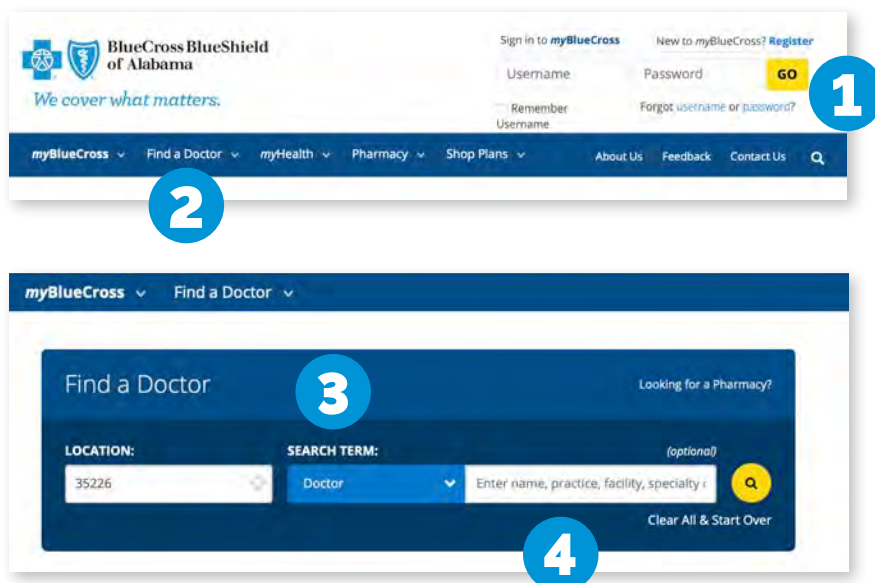 BlueCross BlueShield
of Alabama
We cover what matters.
Sign in to myBlueCross
New to myBlueCross? Register
Username
Password
GO
Remember
Username
Forgot username or password?
1
myBlueCross
Find a Doctor
myHealth
Pharmacy
Shop Plans
About Us
Feedback
Contact Us
2
myBlueCross
Find a Doctor
Find a Doctor
3
Looking for a Pharmacy?
LOCATION:
SEARCH TERM:
(optional)
35226
Doctor
Enter name, practice, facility, specialty
Clear All & Start Over
4